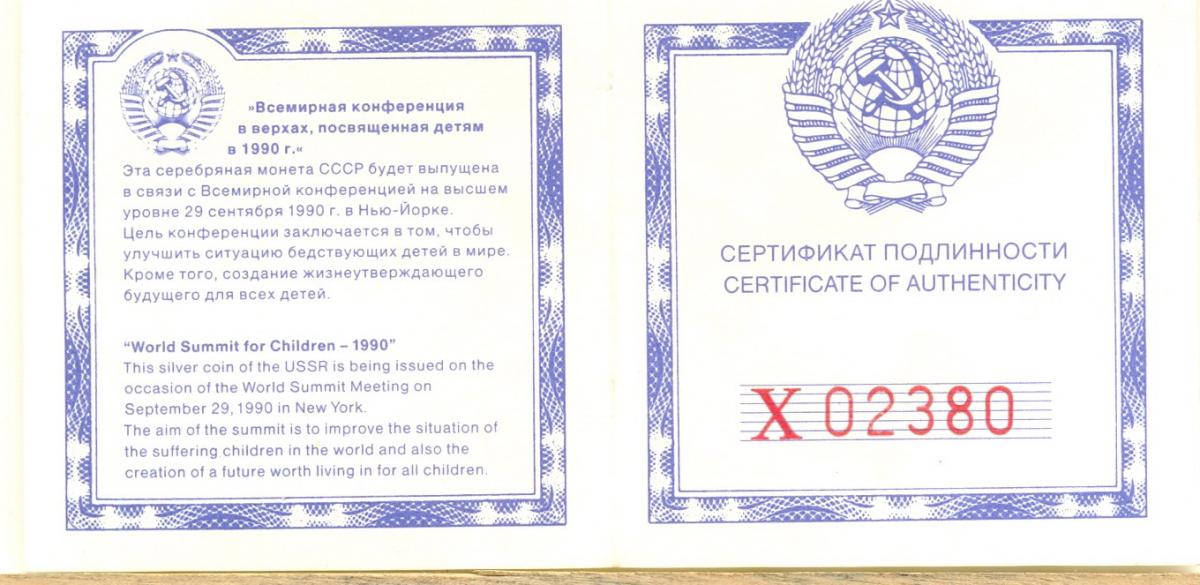 »Всемирная конференция
в верхах, посвященная детям
в 1990 г.«
Эта серебряная монета СССР будет выпущена
в связи с Всемирной конференцией на высшем
уровне 29 сентября 1990 г. в Нью-Йорке.
Цель конференции заключается в том, чтобы
улучшить ситуацию бедствующих детей в мире.
Кроме того, создание жизнеутверждающего
будущего для всех детей.
“World Summit for Children – 1990”
This silver coin of the USSR is being issued on the
occasion of the World Summit Meeting on
September 29, 1990 in New York.
The aim of the summit is to improve the situation of
the suffering children in the world and also the
creation of a future worth living in for all children.
СЕРТИФИКАТ ПОДЛИННОСТИ
CERTIFICATE OF AUTHENTICITY
X 02380